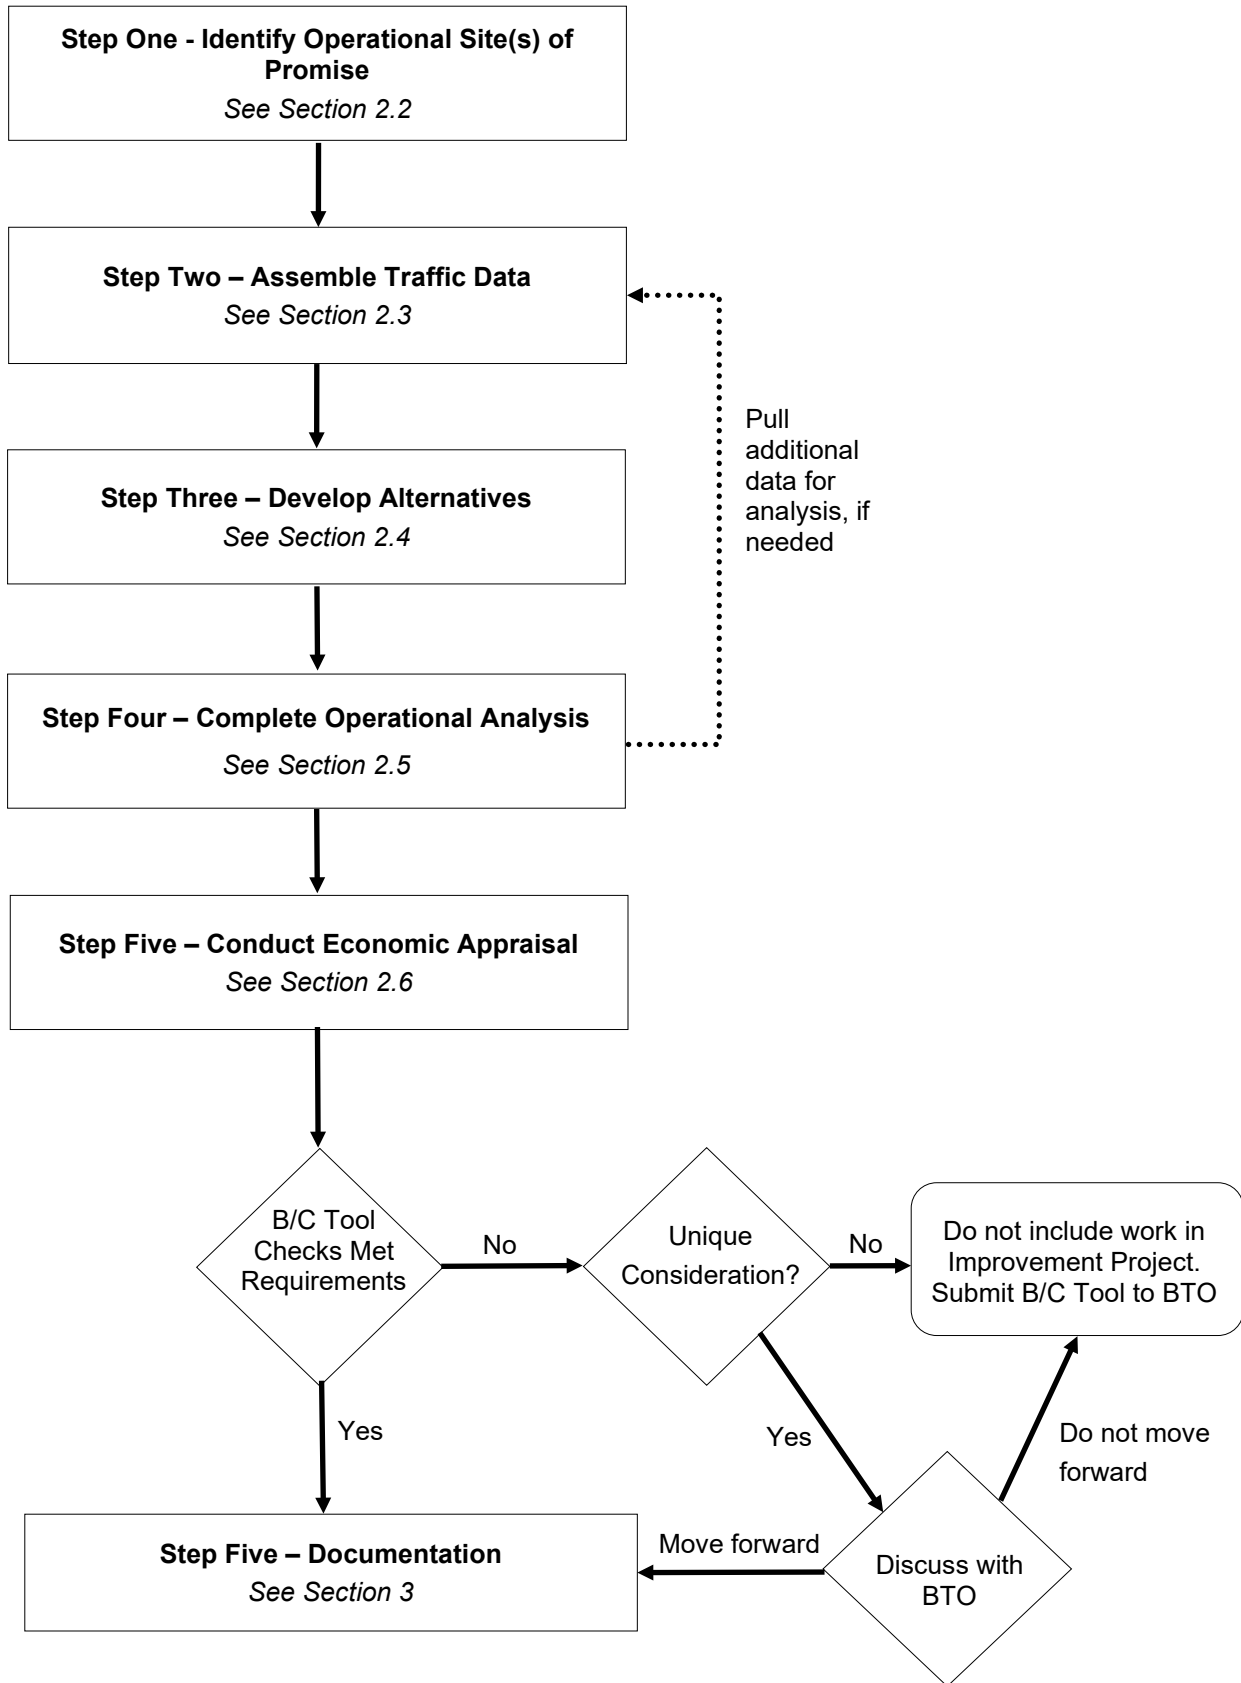 Step One - Identify Operational Site(s) of
Promise
See Section 2.2
Step Two – Assemble Traffic Data
See Section 2.3
Pull
additional
data for
analysis, if
needed
Step Three – Develop Alternatives
See Section 2.4
Step Four – Complete Operational Analysis
See Section 2.5
Step Five – Conduct Economic Appraisal
See Section 2.6
B/C Tool
Checks Met
Requirements
No
Unique
Consideration?
No
Do not include work in
Improvement Project.
Submit B/C Tool to BTO
Yes
Yes
Do not move
forward
Step Five – Documentation
See Section 3
Move forward
Discuss with
BTO